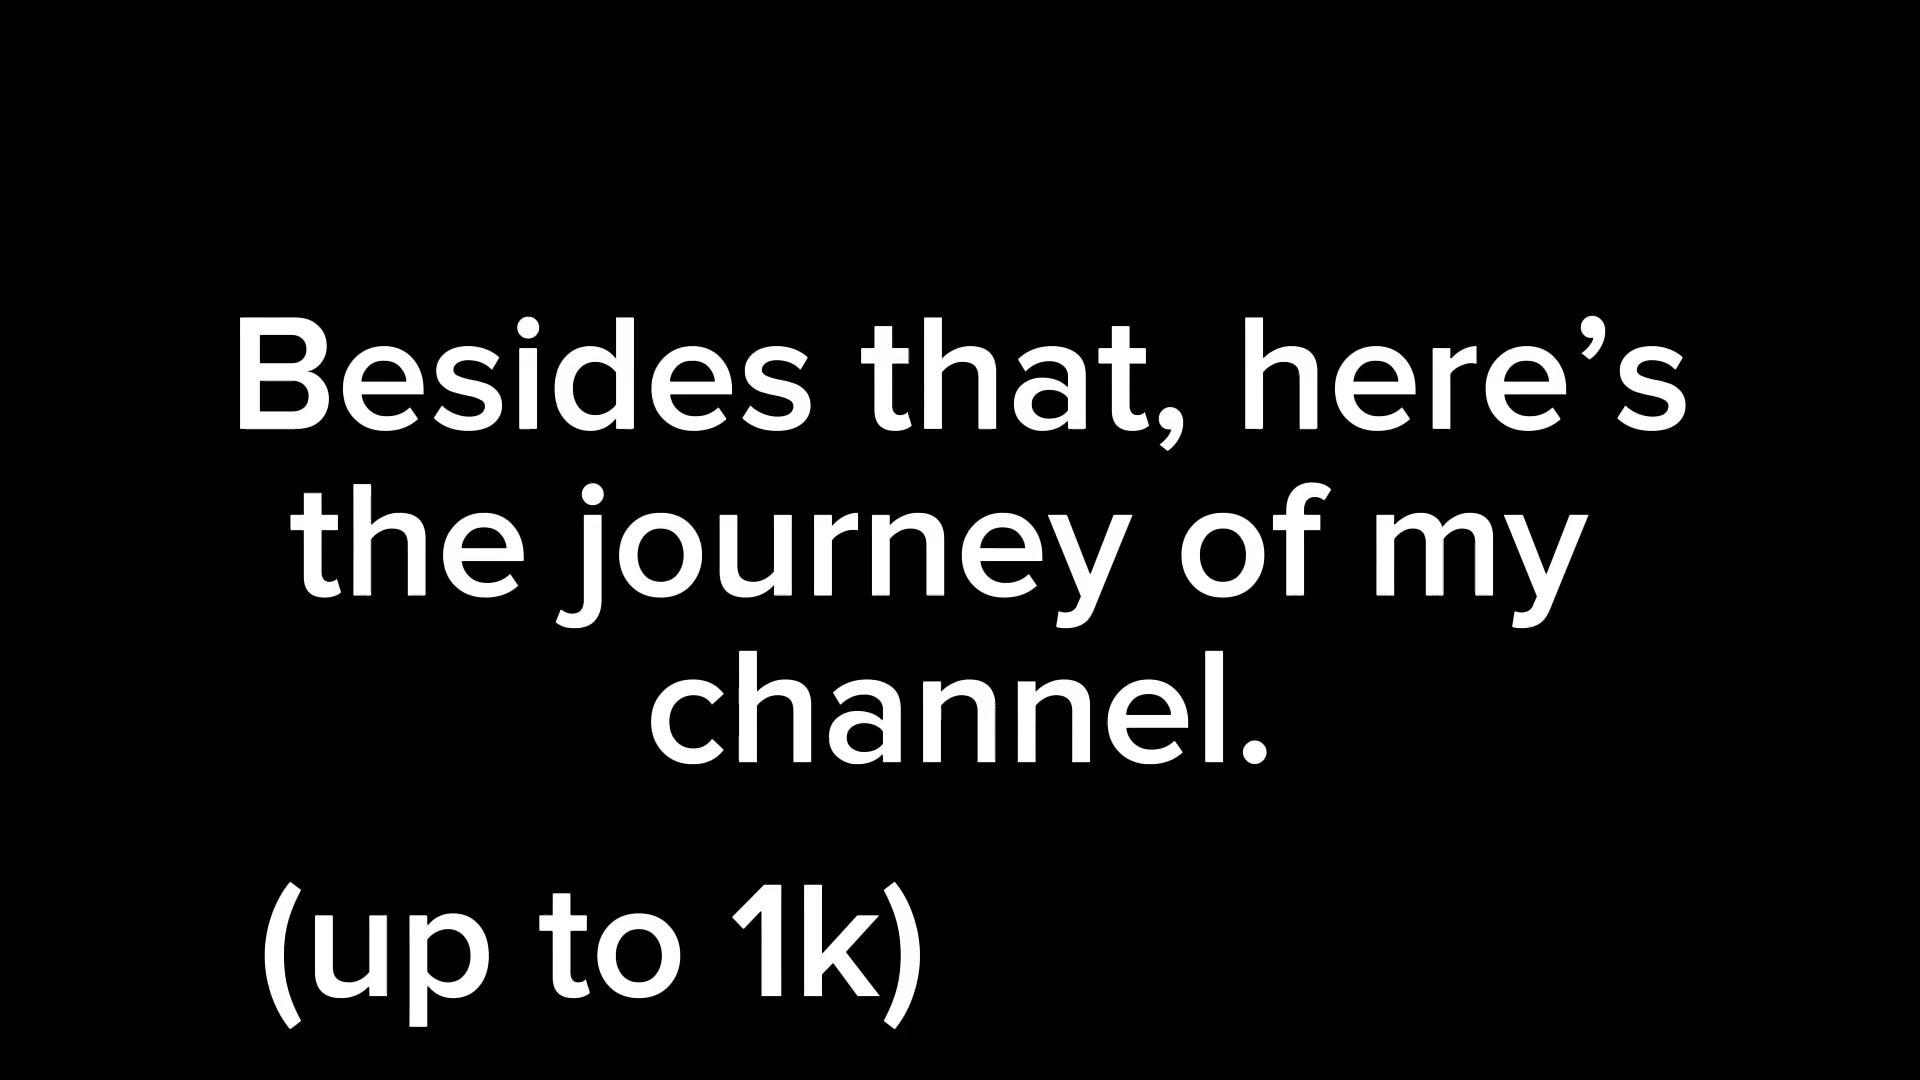 Besides that, here’s
the journey of my
channel.
(up to 1k)